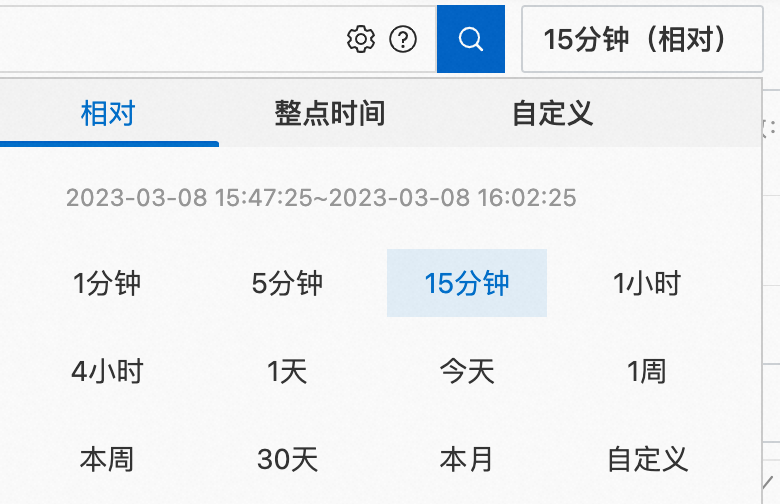 15分钟（相对）
相对 整点时间 自定义
2023-03-08 15:47:25~2023-03-08 16:02:25
1分钟 5分钟 15分钟 1小时
4小时 1天 今天 1周
本周 30天 本月 自定义